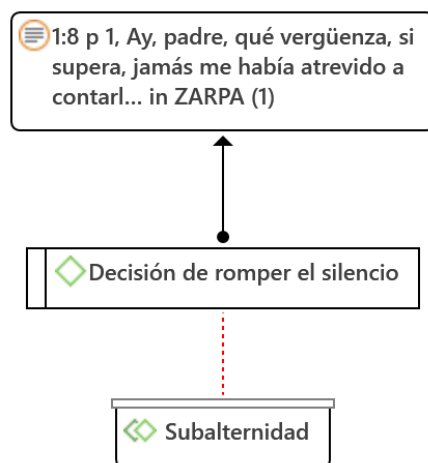 1:8 p 1, Ay, padre, qué vergüenza, si
supera, jamás me había atrevido a
contarl... in ZARPA (1)
Decisión de romper el silencio
Subalternidad